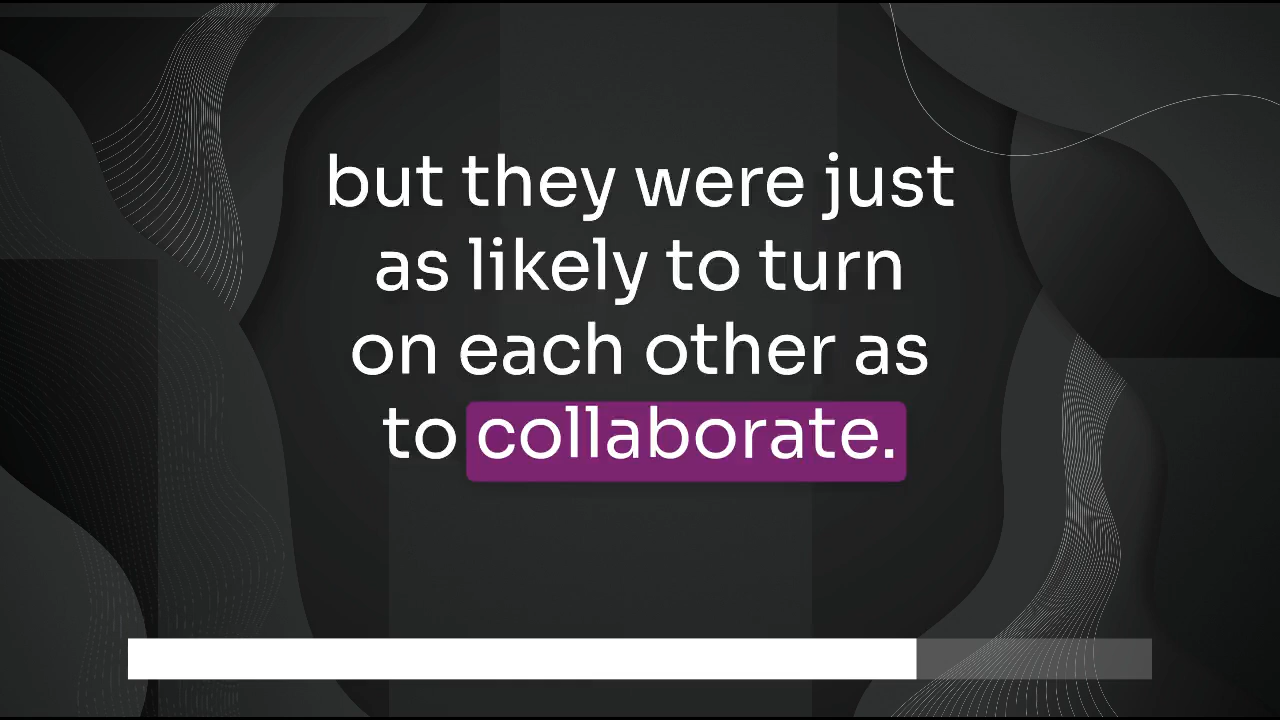 but they were just
as likely to turn
on each other as
to collaborate.